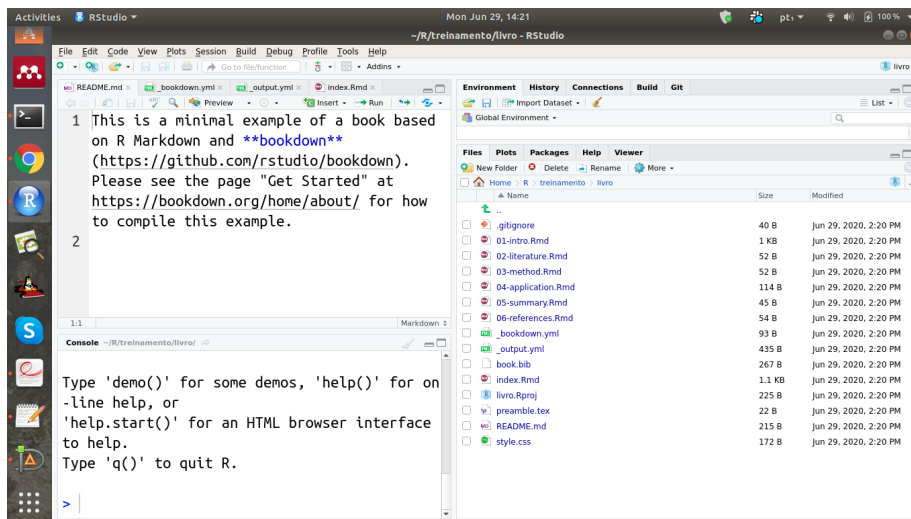 Activities RStudio Mon Jun 29, 14:21 pt₁ 100 %
~/R/treinamento/livro - RStudio
File Edit Code View Plots Session Build Debug Profile Tools Help
Go to file/function Addins livro
README.md _bookdown.yml _output.yml index.Rmd
ABC Preview Insert Run
1 This is a minimal example of a book based
on R Markdown and **bookdown**
(https://github.com/rstudio/bookdown).
Please see the page "Get Started" at
https://bookdown.org/home/about/ for how
to compile this example.
2
1:1 Markdown
Console ~/R/treinamento/livro/
Type 'demo()' for some demos, 'help()' for on
-line help, or
'help.start()' for an HTML browser interface
to help.
Type 'q()' to quit R.
>
Environment History Connections Build Git
Import Dataset List
Global Environment
Files Plots Packages Help Viewer
New Folder Delete Rename More
Home R treinamento livro
Name Size Modified
..
.gitignore 40 B Jun 29, 2020, 2:20 PM
01-intro.Rmd 1 KB Jun 29, 2020, 2:20 PM
02-literature.Rmd 52 B Jun 29, 2020, 2:20 PM
03-method.Rmd 52 B Jun 29, 2020, 2:20 PM
04-application.Rmd 114 B Jun 29, 2020, 2:20 PM
05-summary.Rmd 45 B Jun 29, 2020, 2:20 PM
06-references.Rmd 54 B Jun 29, 2020, 2:20 PM
_bookdown.yml 93 B Jun 29, 2020, 2:20 PM
_output.yml 435 B Jun 29, 2020, 2:20 PM
book.bib 267 B Jun 29, 2020, 2:20 PM
index.Rmd 1.1 KB Jun 29, 2020, 2:20 PM
livro.Rproj 225 B Jun 29, 2020, 2:20 PM
preamble.tex 22 B Jun 29, 2020, 2:20 PM
README.md 215 B Jun 29, 2020, 2:20 PM
style.css 172 B Jun 29, 2020, 2:20 PM